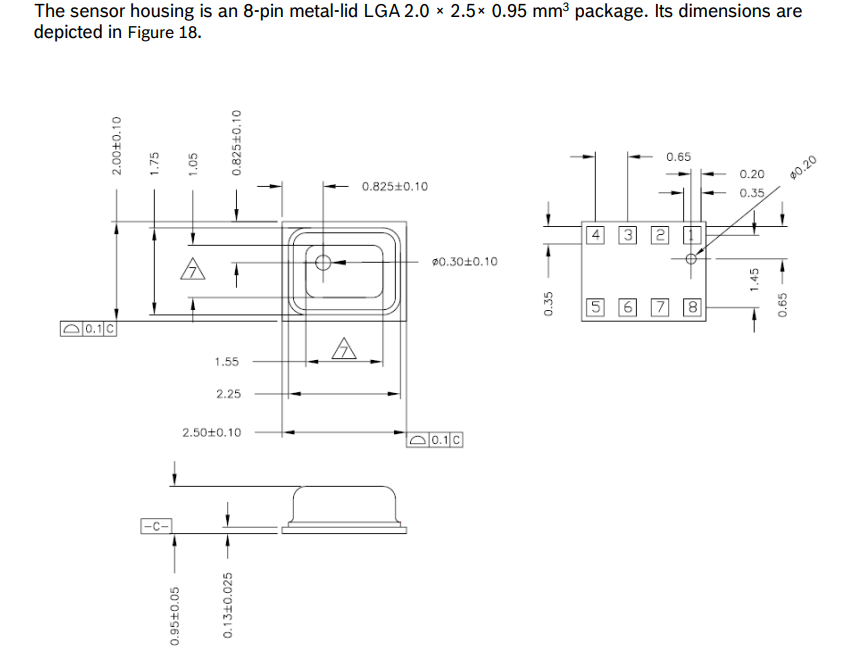 The sensor housing is an 8-pin metal-lid LGA 2.0 × 2.5× 0.95 mm³ package. Its dimensions are
depicted in Figure 18.
2.00±0.10
1.75
1.05
0.825±0.10
0.825±0.10
ø0.30±0.10
7
0.1 C
1.55
7
2.25
2.50±0.10
0.1 C
-C-
0.95±0.05
0.13±0.025
0.65
0.20
0.35
ø0.20
4 3 2 1
5 6 7 8
0.35
1.45
0.65